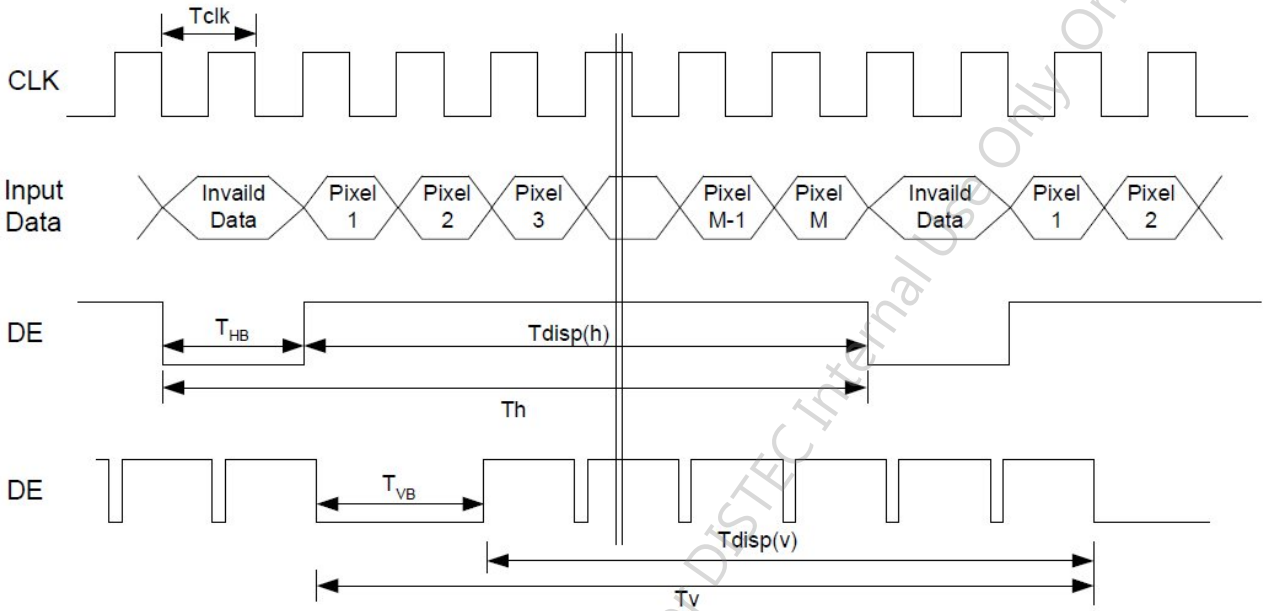 Tclk
CLK
Input
Data
Invaild
Data
Pixel
1
Pixel
2
Pixel
3
Pixel
M-1
Pixel
M
Invaild
Data
Pixel
1
Pixel
2
DE
THB
Tdisp(h)
Th
DE
TVB
Tdisp(v)
Tv
DISTEC Internal Use Only